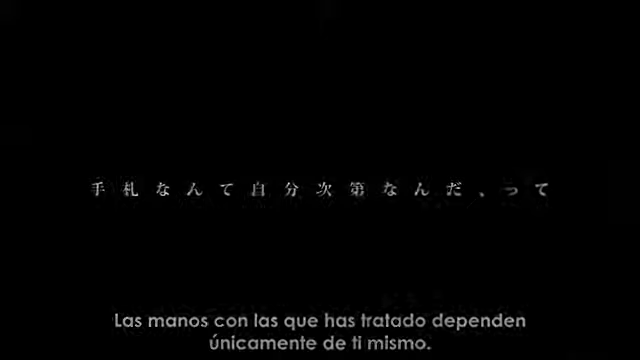 手札なんて自分次第なんだ、って
Las manos con las que has tratado dependen
únicamente de ti mismo.